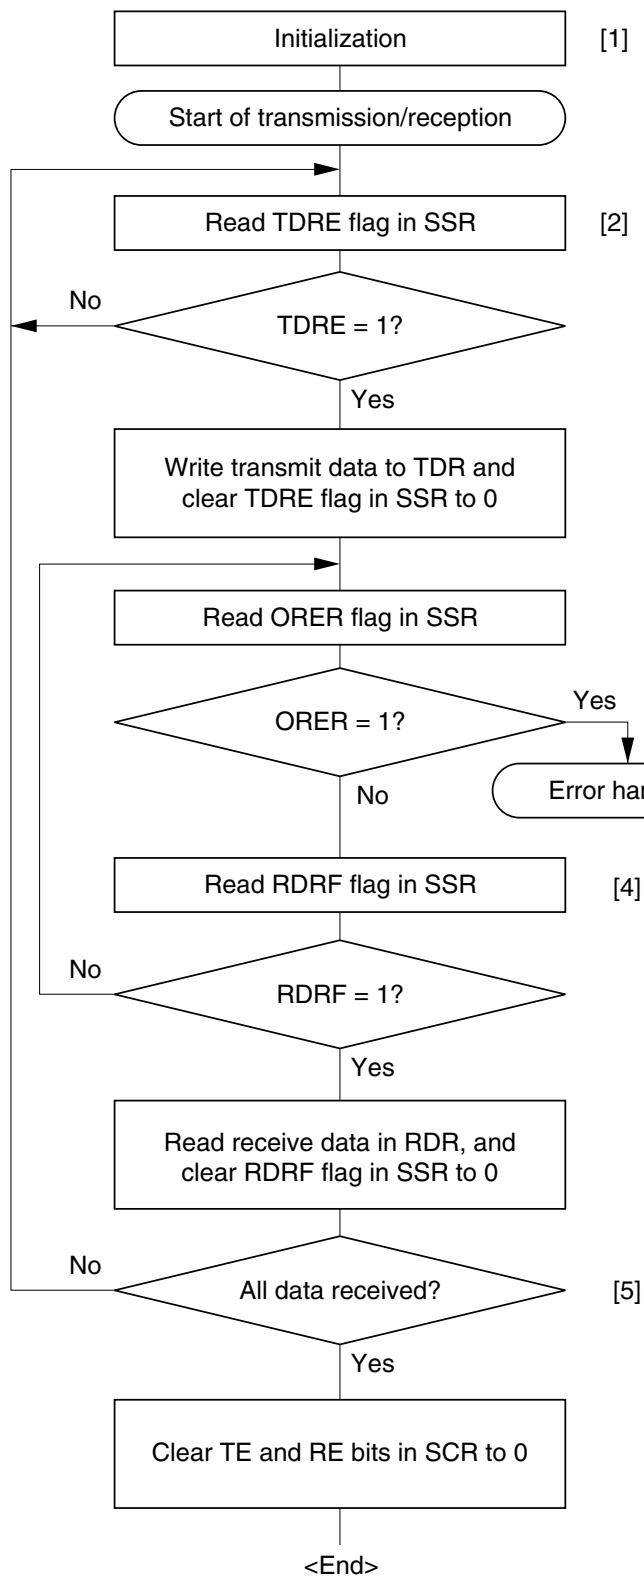 Initialization
[1]
Start of transmission/reception
Read TDRE flag in SSR
[2]
No
TDRE = 1?
Yes
Write transmit data to TDR and
clear TDRE flag in SSR to 0
Read ORER flag in SSR
Yes
ORER = 1?
No
Error
Read RDRF flag in SSR
[4]
No
RDRF = 1?
Yes
Read receive data in RDR, and
clear RDRF flag in SSR to 0
No
All data received?
[5]
Yes
Clear TE and RE bits in SCR to 0
<End>